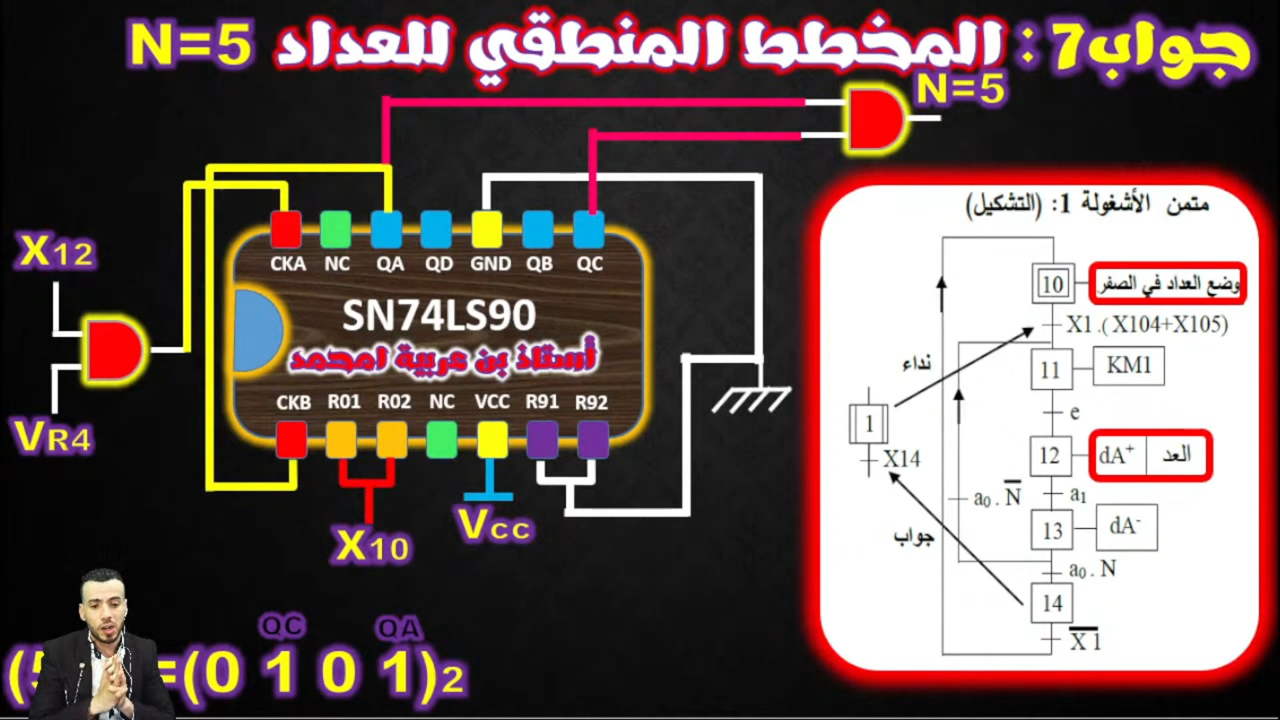 جواب7 : المخطط المنطقي للعداد N=5
N=5
X12
VR4
CKA NC QA QD GND QB QC
SN74LS90
أستاذ بن عربية امحمد
CKB R01 R02 NC VCC R91 R92
X10
Vcc
QC QA
(5 =(0 1 0 1)2
متمن الأشغولة 1: (التشكيل)
10 وضع العداد في الصفر
X1 .( X104+X105)
نداء
11 KM1
e
1
12 dA+ العد
X14
a1
a0 . N̅
13 dA-
جواب
a0 . N
14
X̅1̅